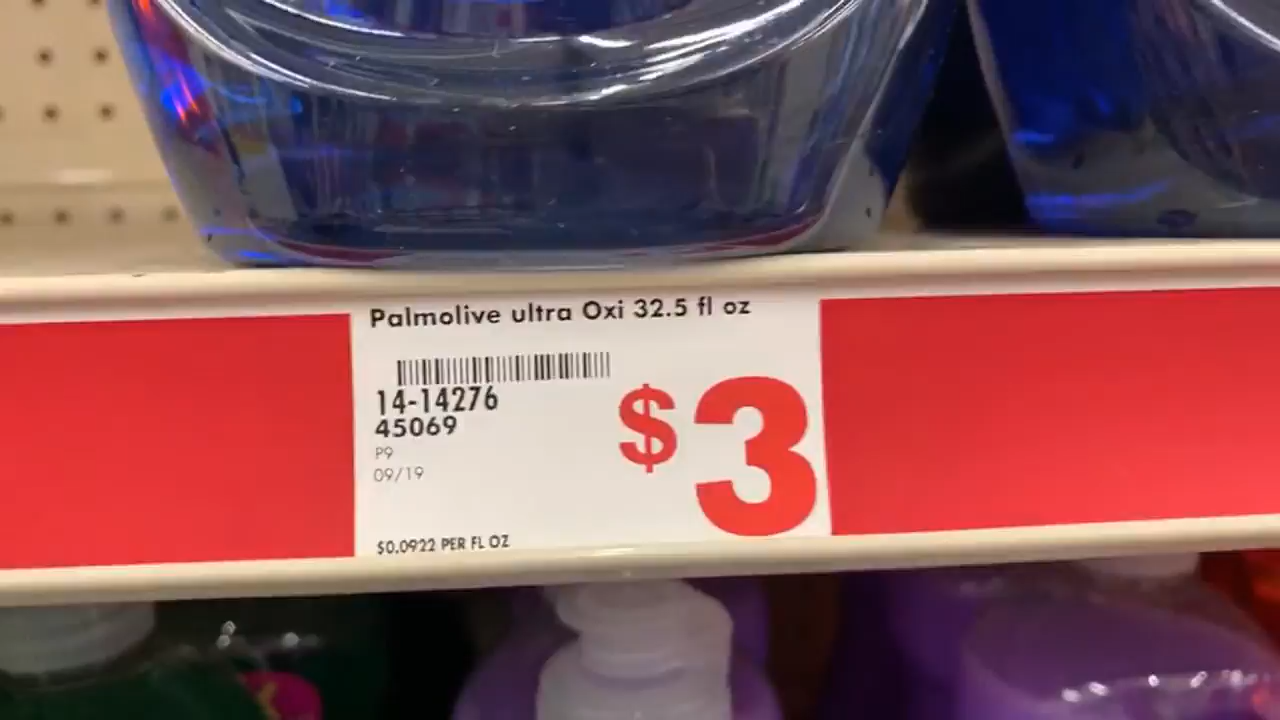 Palmolive ultra Oxi 32.5 fl oz
14-14276
45069
P9
09/19
$3
$0.0922 PER FL OZ